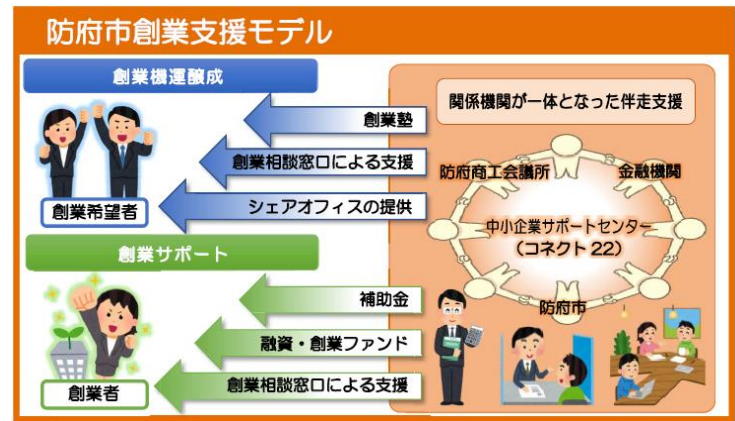 防府市創業支援モデル
創業機運醸成
創業希望者
創業塾
創業相談窓口による支援
シェアオフィスの提供
創業サポート
創業者
補助金
融資・創業ファンド
創業相談窓口による支援
関係機関が一体となった伴走支援
防府商工会議所
金融機関
中小企業サポートセンター
(コネクト22)
防府市